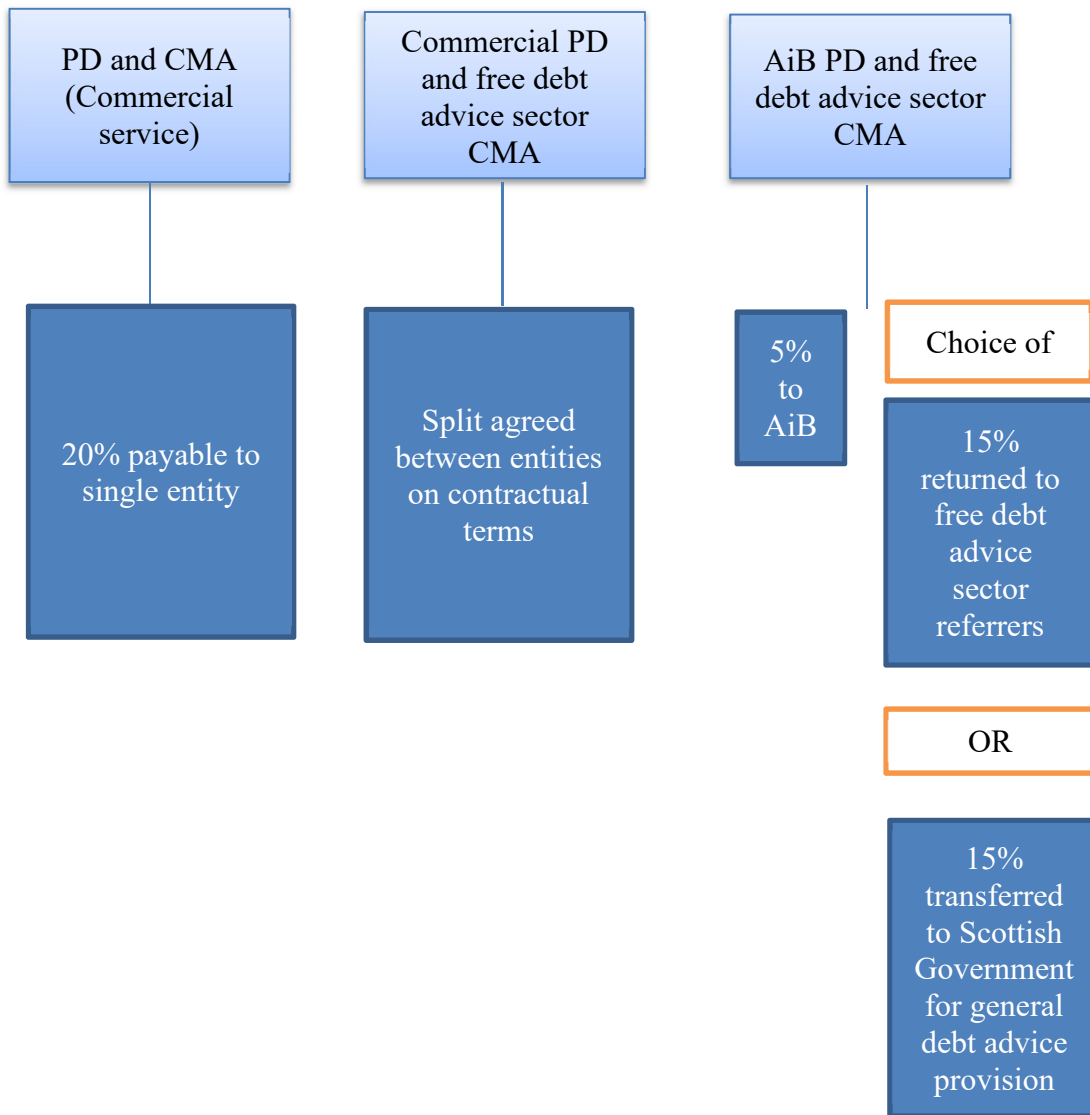 PD and CMA
(Commercial
service)
Commercial PD
and free debt
advice sector
CMA
AiB PD and free
debt advice sector
CMA
20% payable to
single entity
Split agreed
between entities
on contractual
terms
5%
to
AiB
Choice of
15%
returned to
free debt
advice
sector
referrers
OR
15%
transferred
to Scottish
Government
for general
debt advice
provision